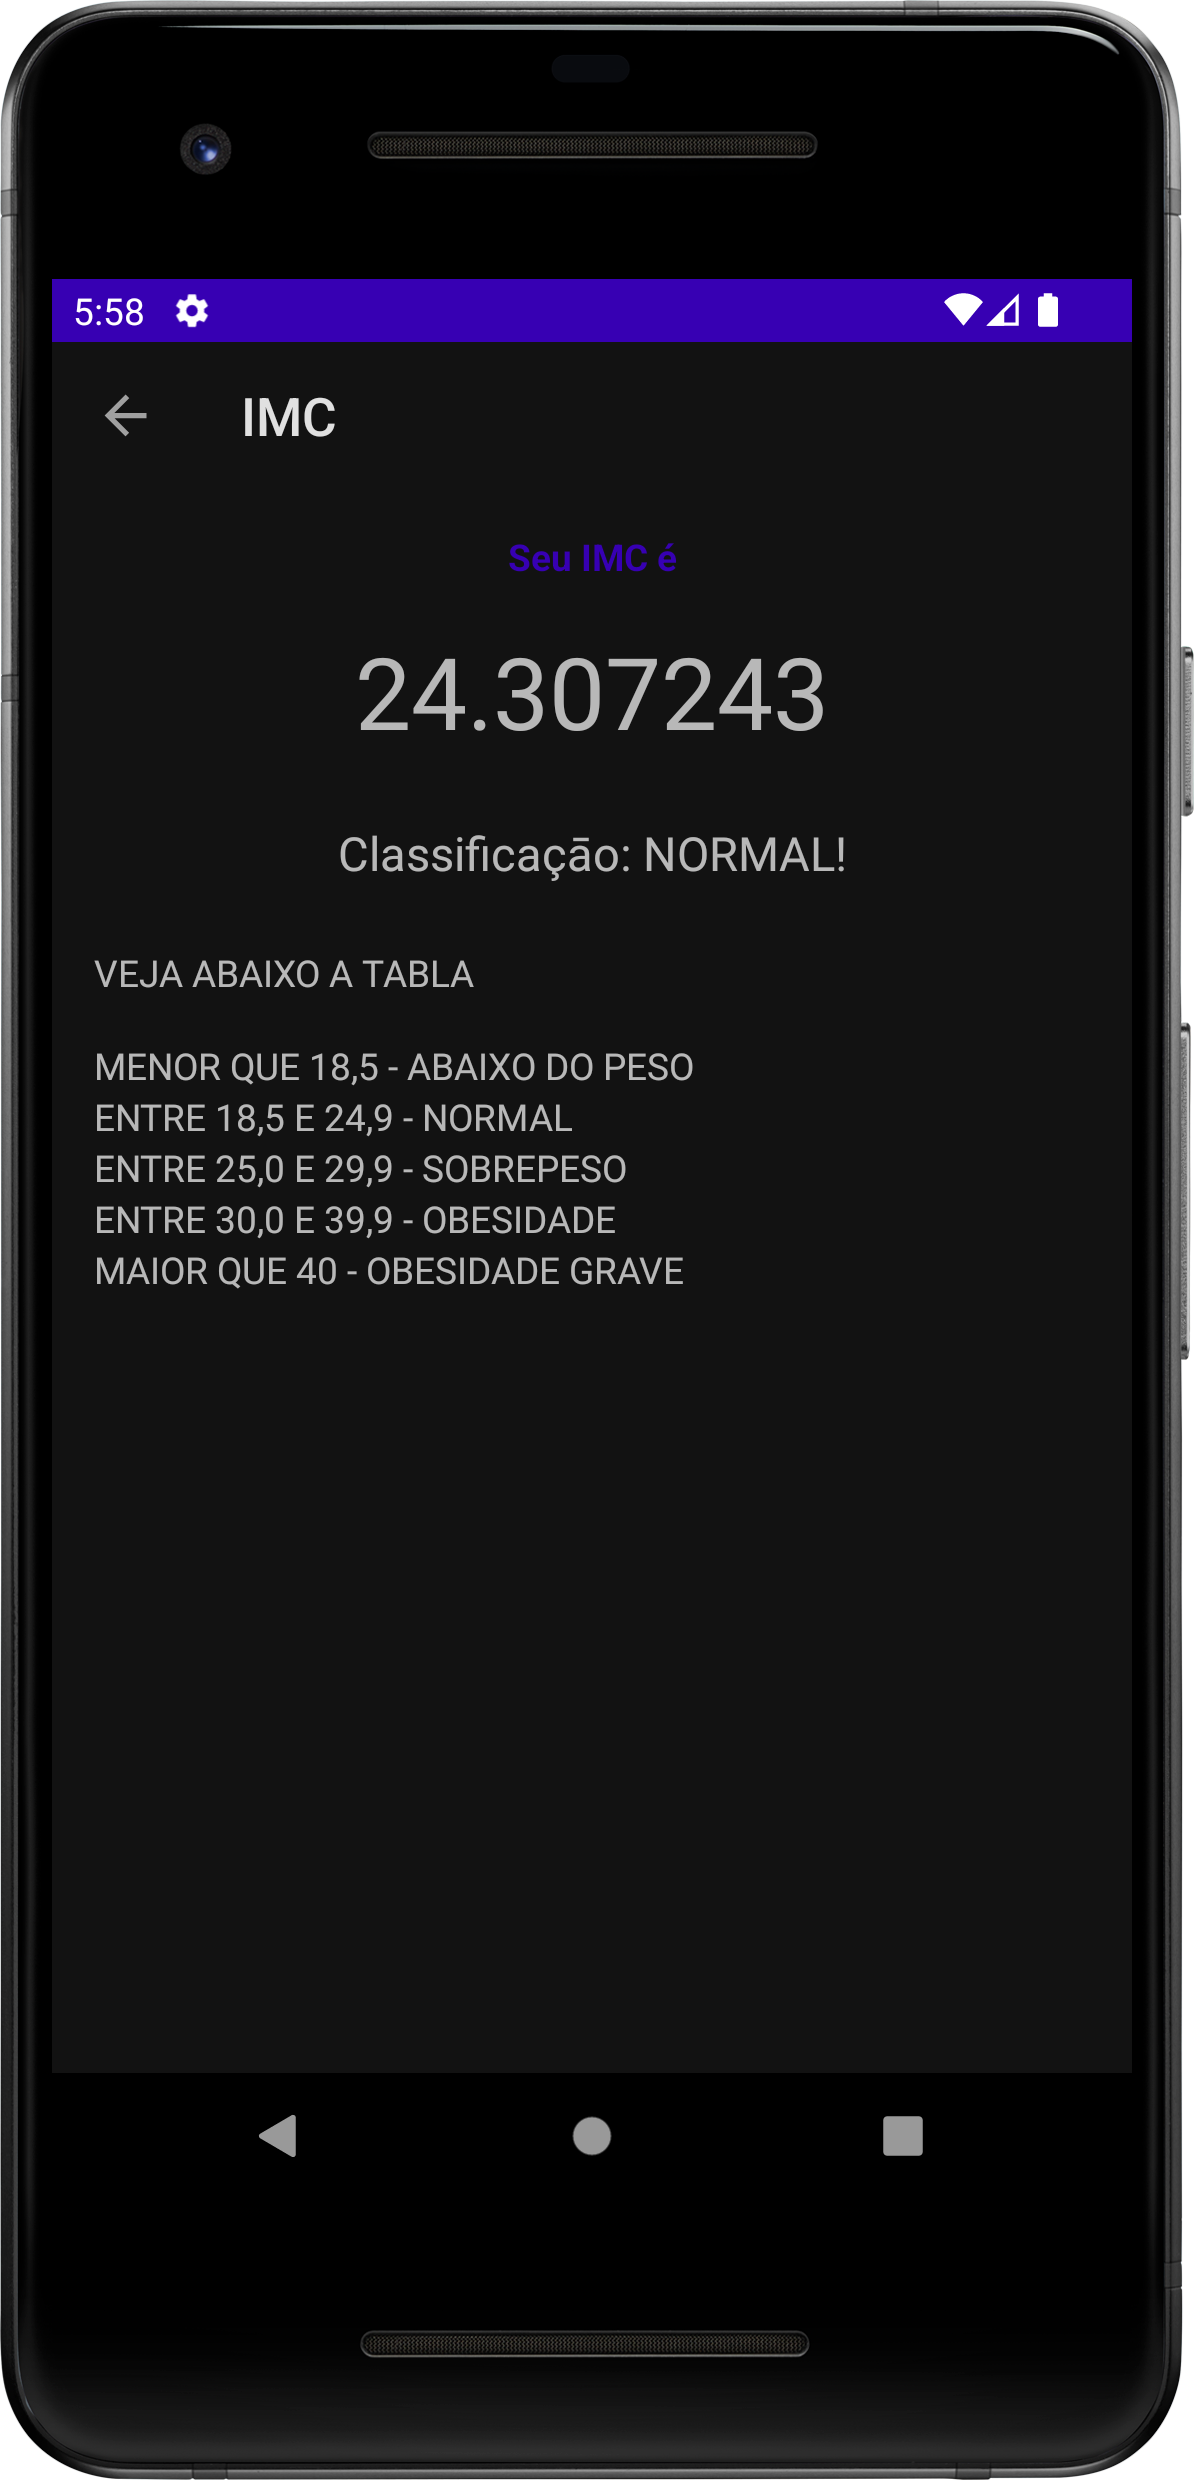 5:58
IMC
Seu IMC é
24.307243
Classificação: NORMAL!
VEJA ABAIXO A TABLA
MENOR QUE 18,5 - ABAIXO DO PESO
ENTRE 18,5 E 24,9 - NORMAL
ENTRE 25,0 E 29,9 - SOBREPESO
ENTRE 30,0 E 39,9 - OBESIDADE
MAIOR QUE 40 - OBESIDADE GRAVE